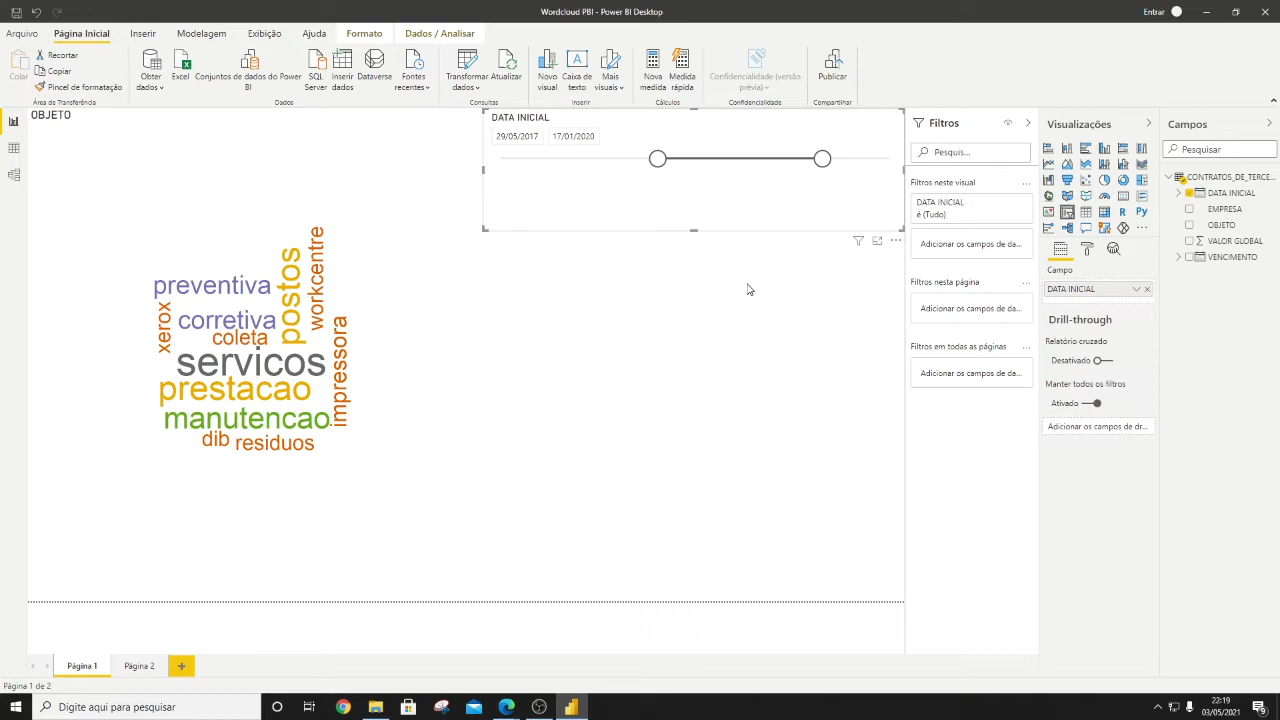 Wordcloud PBI - Power BI Desktop
Entrar
Arquivo
Página Inicial
Inserir
Modelagem
Exibição
Ajuda
Formato
Dados / Analisar
Colar
Recortar
Copiar
Pincel de formatação
Área de Transferência
Obter dados
Excel
Conjuntos de dados do Power BI
SQL Server
Inserir dados
Dataverse
Fontes recentes
Dados
Transformar dados
Atualizar
Consultas
Novo visual
Caixa de texto
Mais visuais
Inserir
Nova medida
Medida rápida
Cálculos
Confidencialidade (versão prévia)
Confidencialidade
Publicar
Compartilhar
OBJETO
workcentre
postos
preventiva
xerox
corretiva
coleta
impressora
servicos
prestacao
manutencao
dib
residuos
DATA INICIAL
29/05/2017
17/01/2020
Filtros
Pesquis...
Filtros neste visual
DATA INICIAL
é (Tudo)
Adicionar os campos de da...
Filtros nesta página
Adicionar os campos de da...
Filtros em todas as páginas
Adicionar os campos de da...
Visualizações
R
Py
Campo
DATA INICIAL
Drill-through
Relatório cruzado
Desativado
Manter todos os filtros
Ativado
Adicionar os campos de dr...
Campos
Pesquisar
CONTRATOS_DE_TERCE...
DATA INICIAL
EMPRESA
OBJETO
VALOR GLOBAL
VENCIMENTO
Página 1
Página 2
Página 1 de 2
Digite aqui para pesquisar
22:19
03/05/2021